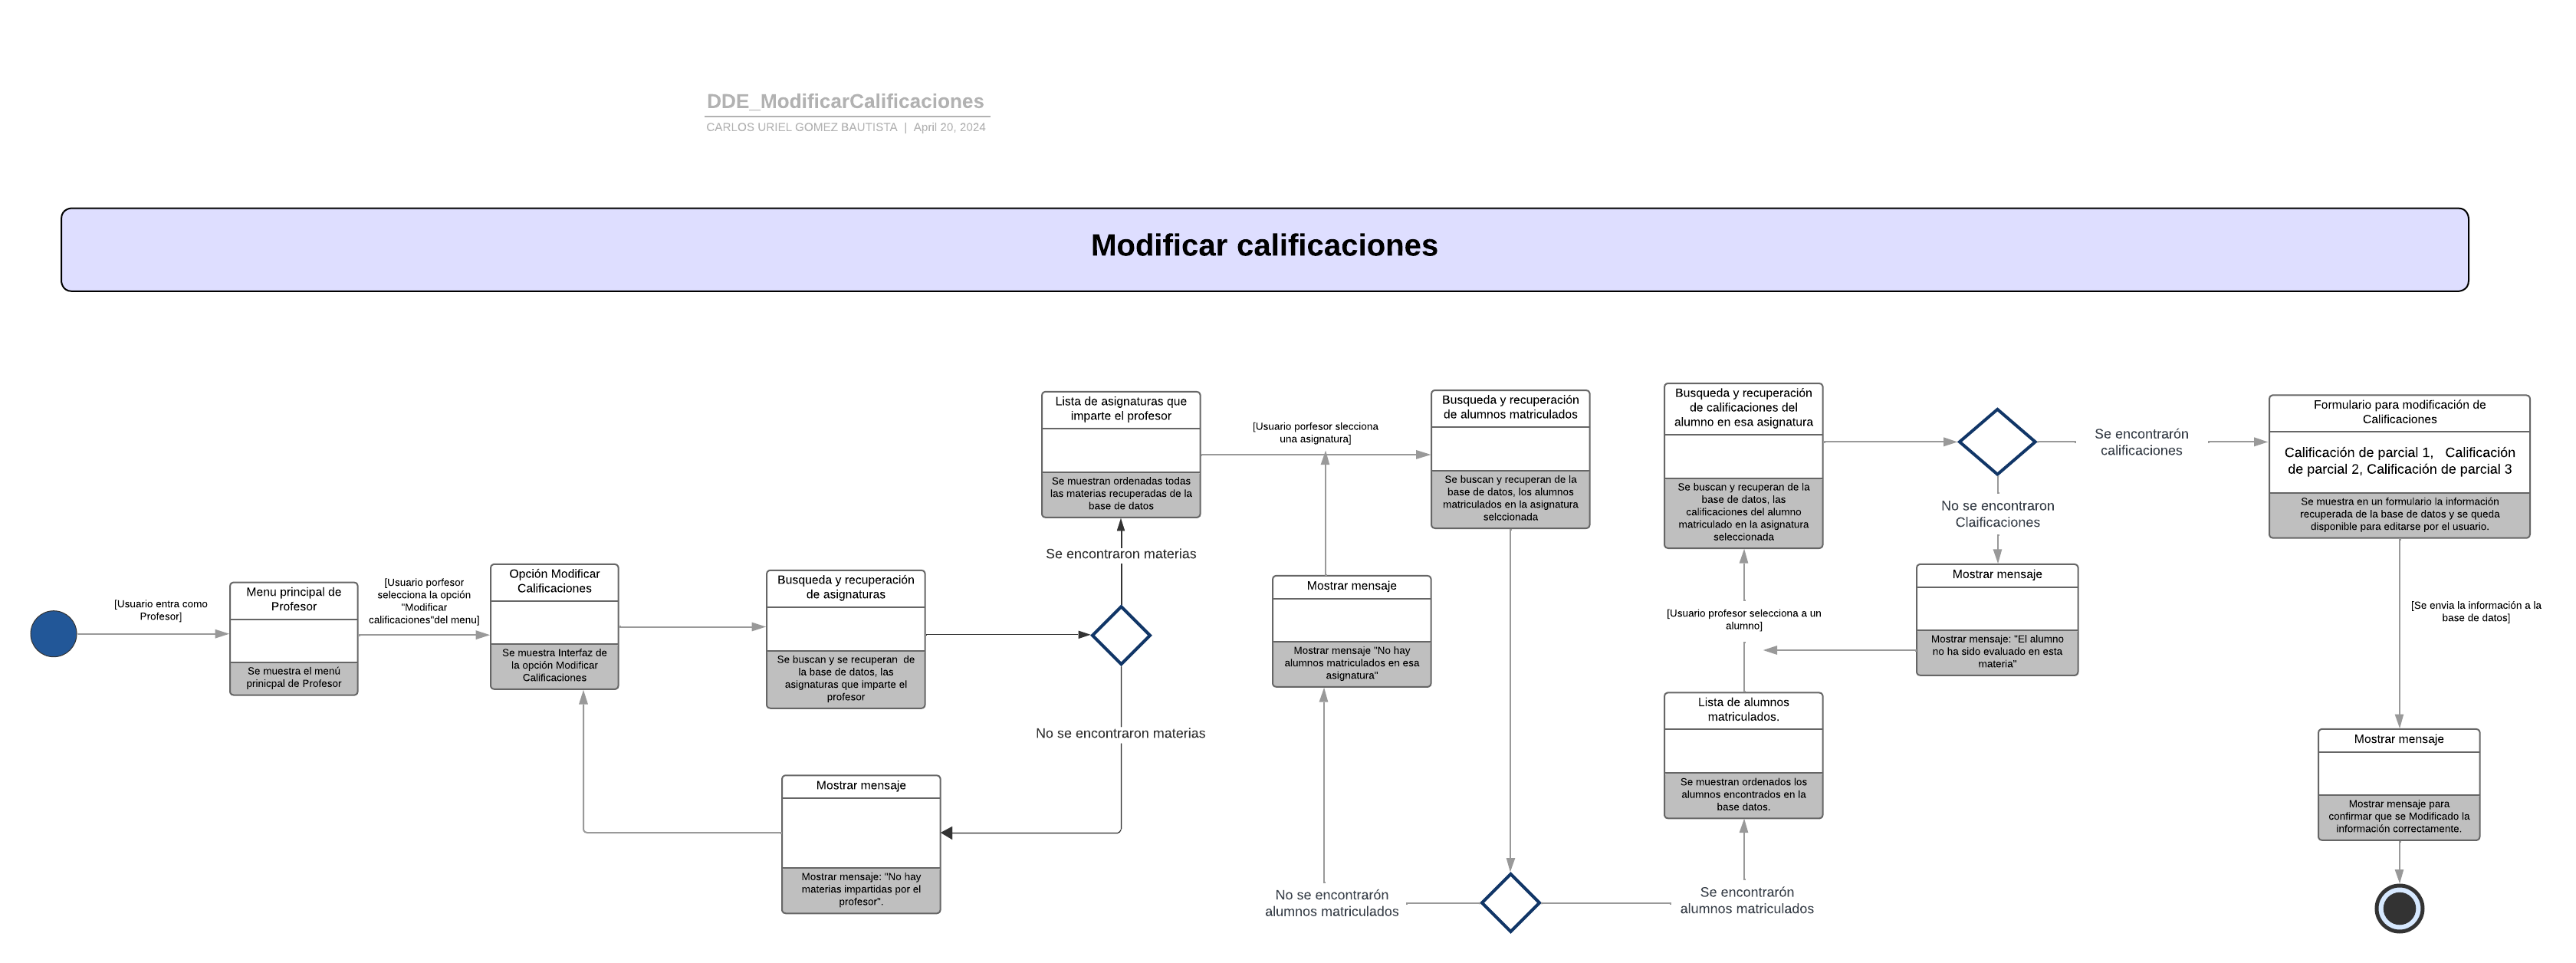 DDE_ModificarCalificaciones
CARLOS URIEL GOMEZ BAUTISTA | April 20, 2024
Modificar calificaciones
[Usuario entra como
Profesor]
Menu principal de
Profesor
Se muestra el menú
prinicpal de Profesor
[Usuario porfesor
selecciona la opción
"Modificar
calificaciones"del menu]
Opción Modificar
Calificaciones
Se muestra Interfaz de
la opción Modificar
Calificaciones
Busqueda y recuperación
de asignaturas
Se buscan y se recuperan de
la base de datos, las
asignaturas que imparte el
profesor
Mostrar mensaje
Mostrar mensaje: "No hay
materias impartidas por el
profesor".
Lista de asignaturas que
imparte el profesor
Se muestran ordenadas todas
las materias recuperadas de la
base de datos
Se encontraron materias
No se encontraron materias
[Usuario porfesor slecciona
una asignatura]
Mostrar mensaje
Mostrar mensaje "No hay
alumnos matriculados en esa
asignatura"
No se encontrarón
alumnos matriculados
Busqueda y recuperación
de alumnos matriculados
Se buscan y recuperan de la
base de datos, los alumnos
matriculados en la asignatura
selccionada
Se encontrarón
alumnos matriculados
Busqueda y recuperación
de calificaciones del
alumno en esa asignatura
Se buscan y recuperan de la
base de datos, las
calificaciones del alumno
matriculado en la asignatura
seleccionada
[Usuario profesor selecciona a un
alumno]
Lista de alumnos
matriculados.
Se muestran ordenados los
alumnos encontrados en la
base datos.
Se encontrarón
calificaciones
No se encontraron
Claificaciones
Mostrar mensaje
Mostrar mensaje: "El alumno
no ha sido evaluado en esta
materia"
Formulario para modificación de
Calificaciones
Calificación de parcial 1, Calificación
de parcial 2, Calificación de parcial 3
Se muestra en un formulario la información
recuperada de la base de datos y se queda
disponible para editarse por el usuario.
[Se envia la información a la
base de datos]
Mostrar mensaje
Mostrar mensaje para
confirmar que se Modificado la
información correctamente.